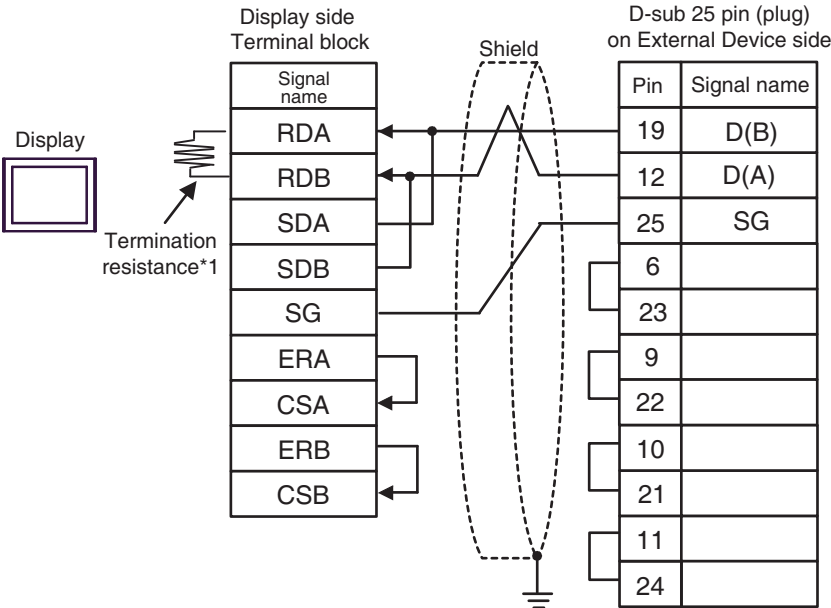 Display side
Terminal block
D-sub 25 pin (plug)
on External Device side
Shield
Display
Termination
resistance*1
Signal
name
RDA
RDB
SDA
SDB
SG
ERA
CSA
ERB
CSB
Pin Signal name
19 D(B)
12 D(A)
25 SG
6
23
9
22
10
21
11
24